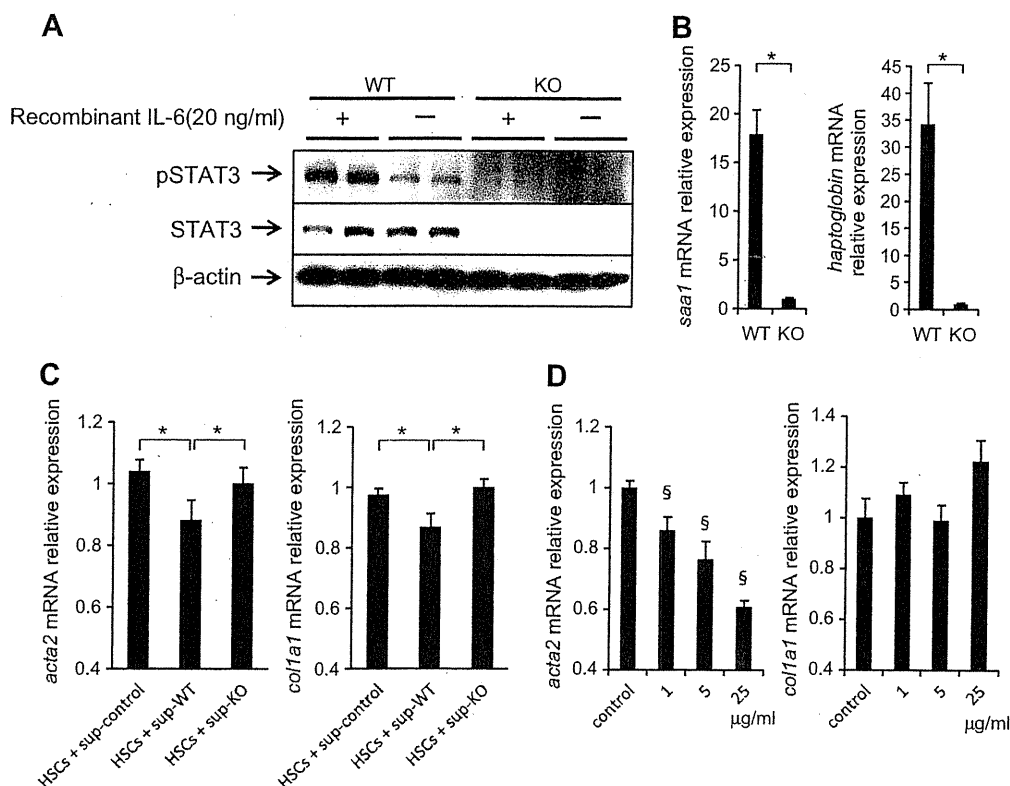 A
WT KO
Recombinant IL-6(20 ng/ml) + — + —
pSTAT3
STAT3
β-actin
B
saa1 mRNA relative expression
25
20
15
10
5
0
*
WT KO
haptoglobin mRNA
relative expression
45
40
35
30
25
20
15
10
5
0
*
WT KO
C
acta2 mRNA relative expression
1.2
1
0.8
0.6
0.4
* *
HSCs + sup-control
HSCs + sup-WT
HSCs + sup-KO
col1a1 mRNA relative expression
1.2
1
0.8
0.6
0.4
* *
HSCs + sup-control
HSCs + sup-WT
HSCs + sup-KO
D
acta2 mRNA relative expression
1.2
1
0.8
0.6
0.4
§ § §
control 1 5 25
μg/ml
col1a1 mRNA relative expression
1.4
1.2
1.0
0.8
0.6
0.4
control 1 5 25
μg/ml